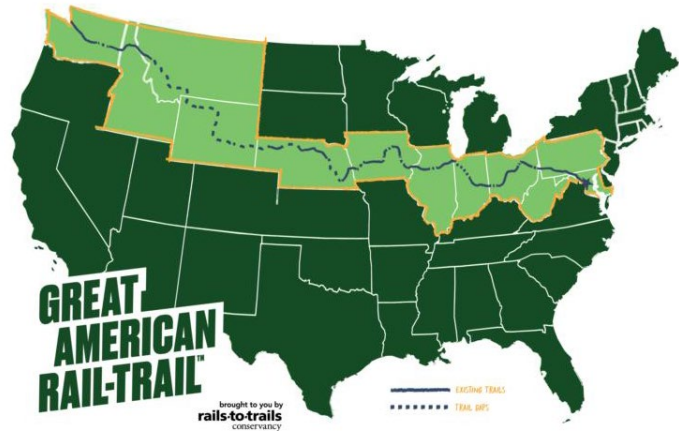 GREAT
AMERICAN
RAIL-TRAIL™
brought to you by
rails-to-trails
conservancy
EXISTING TRAILS
TRAIL GAPS